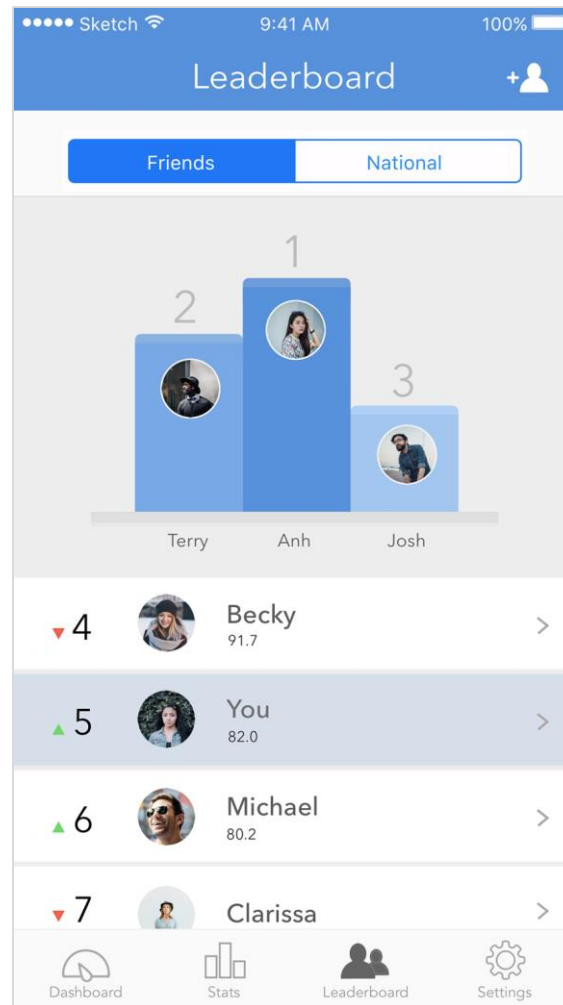 Sketch 9:41 AM 100%
Leaderboard +
Friends National
1
2
3
Terry Anh Josh
4 Becky
91.7
5 You
82.0
6 Michael
80.2
7 Clarissa
Dashboard Stats Leaderboard Settings